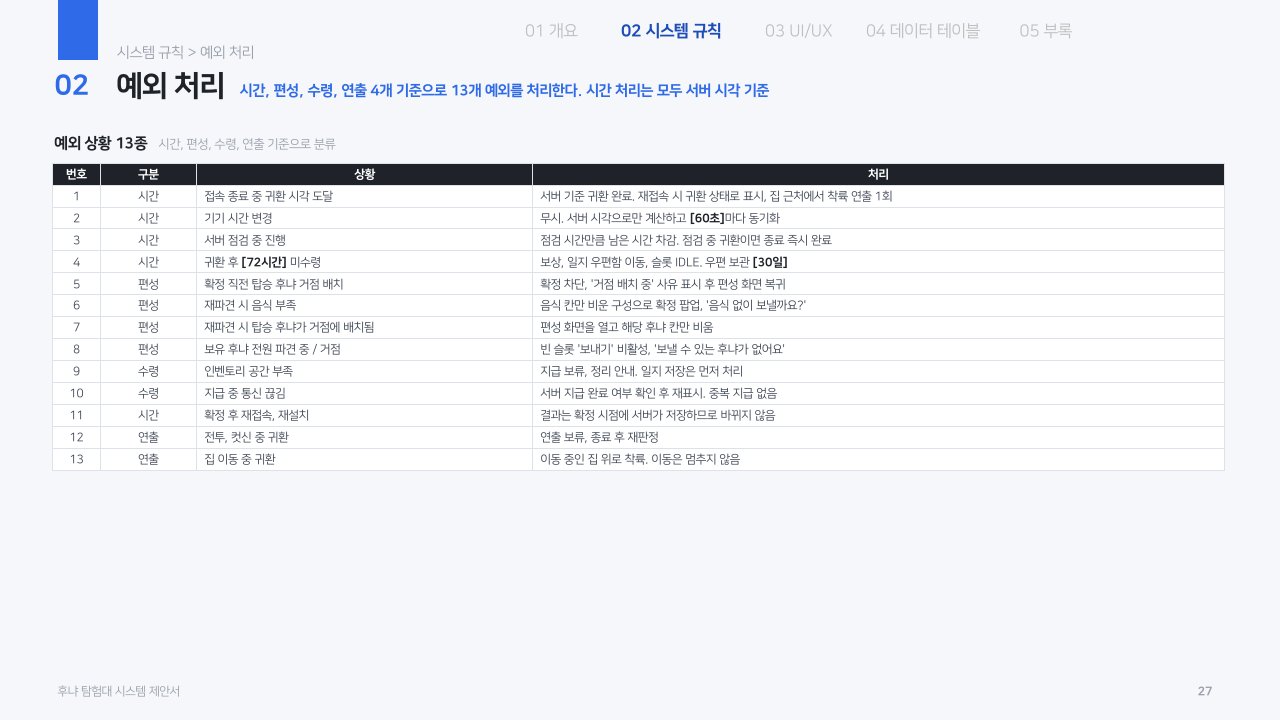 01 개요 02 시스템 규칙 03 UI/UX 04 데이터 테이블 05 부록
시스템 규칙 > 예외 처리
02 예외 처리 시간, 편성, 수령, 연출 4개 기준으로 13개 예외를 처리한다. 시간 처리는 모두 서버 시각 기준
예외 상황 13종 시간, 편성, 수령, 연출 기준으로 분류
번호 구분 상황 처리
1 시간 접속 종료 중 귀환 시각 도달 서버 기준 귀환 완료. 재접속 시 귀환 상태로 표시, 집 근처에서 착륙 연출 1회
2 시간 기기 시간 변경 무시. 서버 시각으로만 계산하고 [60초]마다 동기화
3 시간 서버 점검 중 진행 점검 시간만큼 남은 시간 차감. 점검 중 귀환이면 종료 즉시 완료
4 시간 귀환 후 [72시간] 미수령 보상, 일지 우편함 이동, 슬롯 IDLE. 우편 보관 [30일]
5 편성 확정 직전 탑승 후냐 거점 배치 확정 차단, '거점 배치 중' 사유 표시 후 편성 화면 복귀
6 편성 재파견 시 음식 부족 음식 칸만 비운 구성으로 확정 팝업, '음식 없이 보낼까요?'
7 편성 재파견 시 탑승 후냐가 거점에 배치됨 편성 화면을 열고 해당 후냐 칸만 비움
8 편성 보유 후냐 전원 파견 중 / 거점 빈 슬롯 '보내기' 비활성, '보낼 수 있는 후냐가 없어요'
9 수령 인벤토리 공간 부족 지급 보류, 정리 안내. 일지 저장은 먼저 처리
10 수령 지급 중 통신 끊김 서버 지급 완료 여부 확인 후 재표시. 중복 지급 없음
11 시간 확정 후 재접속, 재설치 결과는 확정 시점에 서버가 저장하므로 바뀌지 않음
12 연출 전투, 컷신 중 귀환 연출 보류, 종료 후 재판정
13 연출 집 이동 중 귀환 이동 중인 집 위로 착륙. 이동은 멈추지 않음
후냐 탐험대 시스템 제안서 27